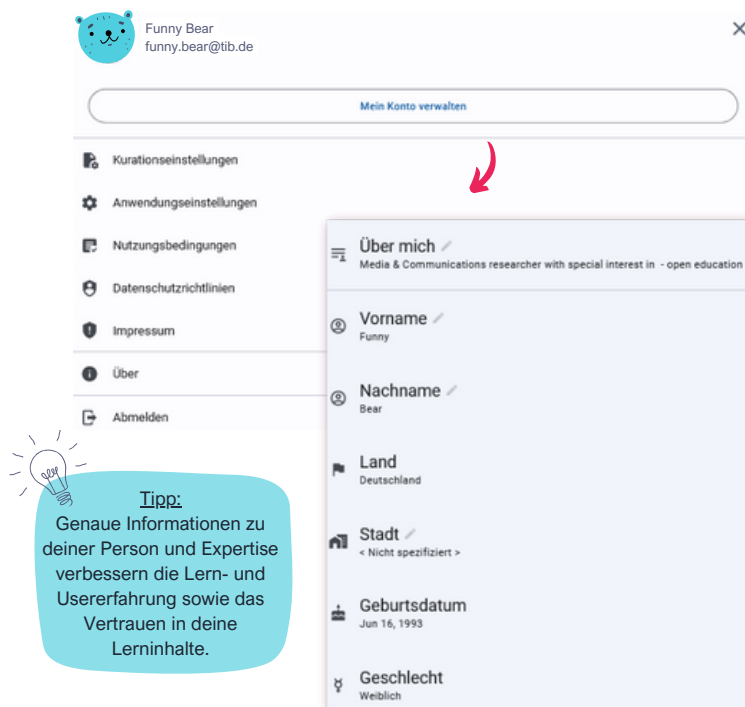 Funny Bear
funny.bear@tib.de
Mein Konto verwalten
Kurationseinstellungen
Anwendungseinstellungen
Nutzungsbedingungen
Datenschutzrichtlinien
Impressum
Über
Abmelden
Über mich
Media & Communications researcher with special interest in - open education
Vorname
Funny
Nachname
Bear
Land
Deutschland
Stadt
< Nicht spezifiziert >
Geburtsdatum
Jun 16, 1993
Geschlecht
Weiblich
Tipp:
Genaue Informationen zu
deiner Person und Expertise
verbessern die Lern- und
Usererfahrung sowie das
Vertrauen in deine
Lerninhalte.